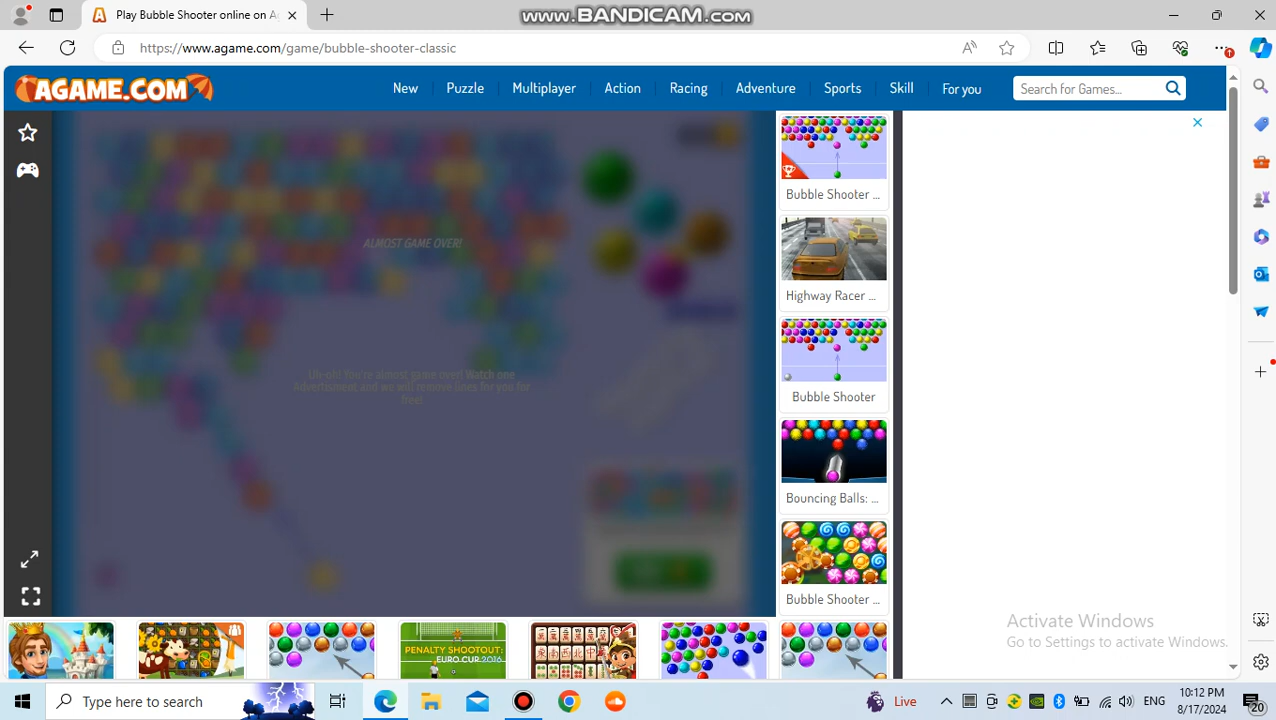 www.BANDICAM.com
Play Bubble Shooter online on A
https://www.agame.com/game/bubble-shooter-classic
AGAME.COM
New Puzzle Multiplayer Action Racing Adventure Sports Skill For you
Search for Games...
Bubble Shooter ...
ALMOST GAME OVER!
Highway Racer ...
Uh-oh! You're almost game over! Watch one
Advertisment and we will remove lines for you for
free!
Bubble Shooter
Bouncing Balls: ...
Bubble Shooter ...
Activate Windows
Go to Settings to activate Windows.
PENALTY SHOOTOUT:
EURO CUP 2016
Type here to search
Live
ENG
10:12 PM
8/17/2024
20